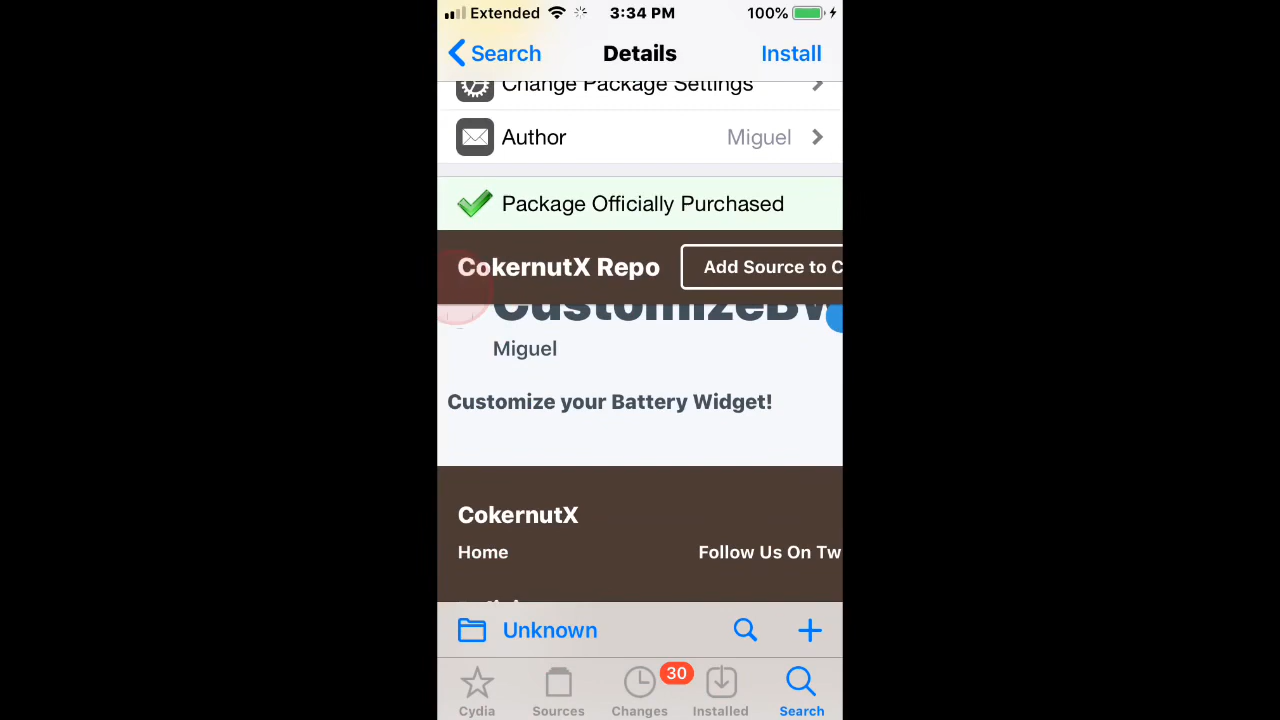 Extended 3:34 PM 100%
Search Details Install
Change Package Settings
Author Miguel
Package Officially Purchased
CokernutX Repo Add Source to C
Miguel
Customize your Battery Widget!
CokernutX
Home Follow Us On Tw
Unknown
30
Cydia Sources Changes Installed Search